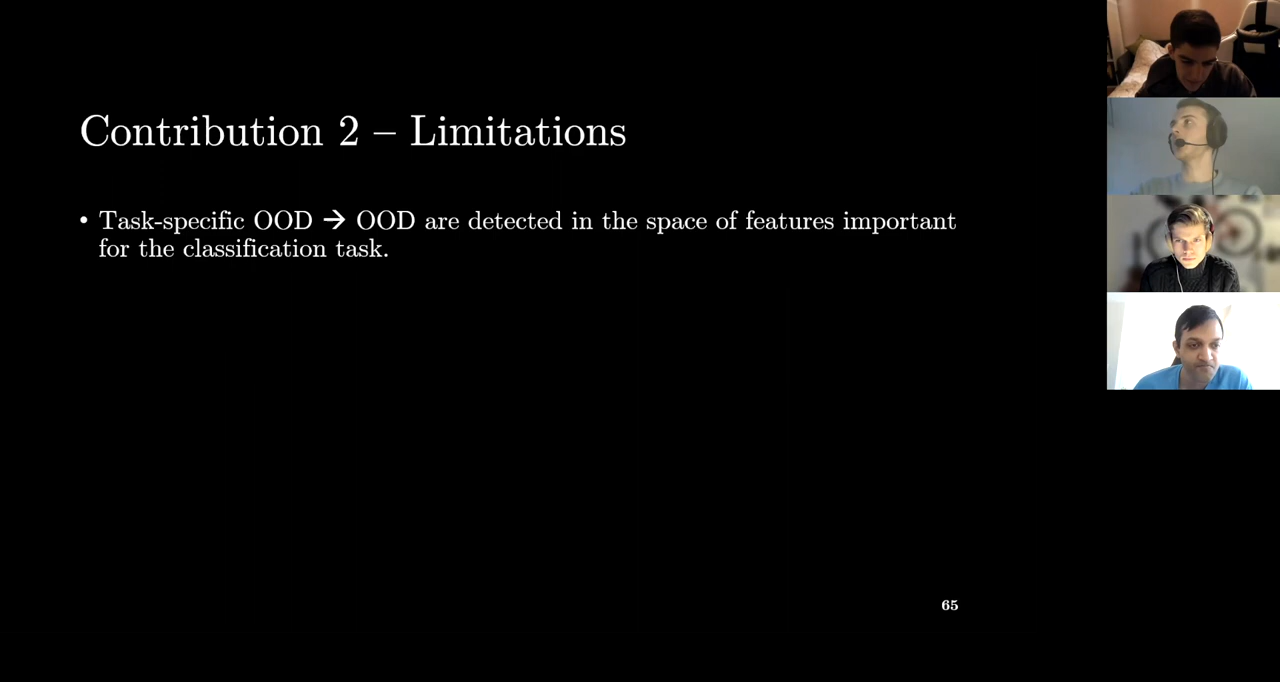 Contribution 2 – Limitations
• Task-specific OOD → OOD are detected in the space of features important
for the classification task.
65